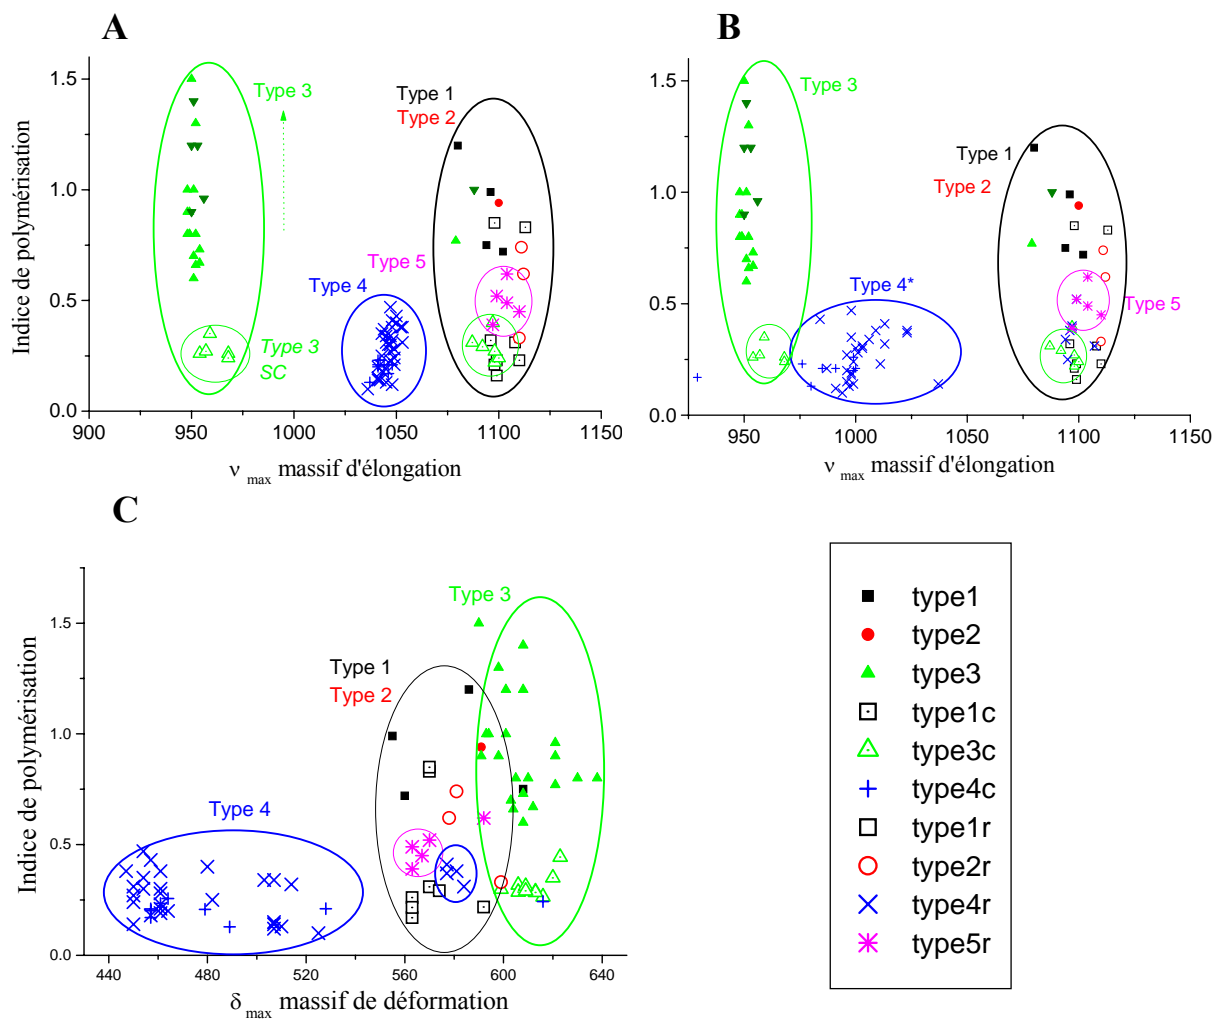 A
Indice de polymérisation
1.5
1.0
0.5
0.0
Type 3
Type 1
Type 2
Type 5
Type 4
Type 3
SC
900
950
1000
1050
1100
1150
ν max massif d'élongation
B
1.5
1.0
0.5
0.0
Type 3
Type 1
Type 2
Type 4*
Type 5
950
1000
1050
1100
1150
ν max massif d'élongation
C
Indice de polymérisation
1.5
1.0
0.5
0.0
Type 3
Type 1
Type 2
Type 4
440
480
520
560
600
640
δ max massif de déformation
type1
type2
type3
type1c
type3c
type4c
type1r
type2r
type4r
type5r